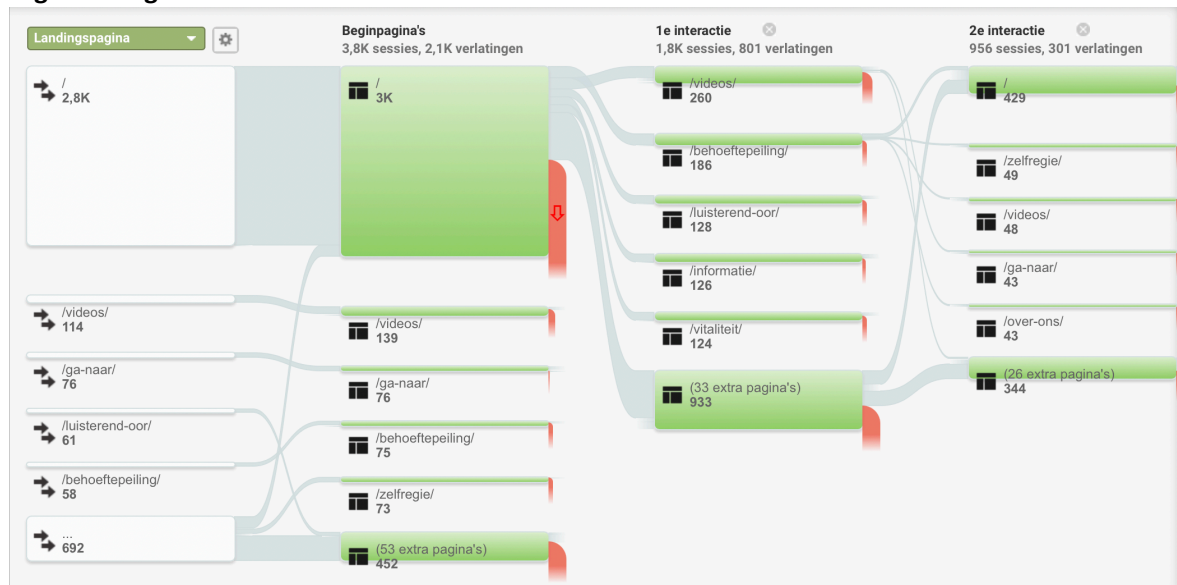 Landingspagina
/
2,8K
/videos/
114
/ga-naar/
76
/luisterend-oor/
61
/behoeftepeiling/
58
...
692
Beginpagina's
3,8K sessies, 2,1K verlatingen
/
3K
/videos/
139
/ga-naar/
76
/behoeftepeiling/
75
/zelfregie/
73
(53 extra pagina's)
452
1e interactie
1,8K sessies, 801 verlatingen
/videos/
260
/behoeftepeiling/
186
/luisterend-oor/
128
/informatie/
126
/vitaliteit/
124
(33 extra pagina's)
933
2e interactie
956 sessies, 301 verlatingen
/
429
/zelfregie/
49
/videos/
48
/ga-naar/
43
/over-ons/
43
(26 extra pagina's)
344